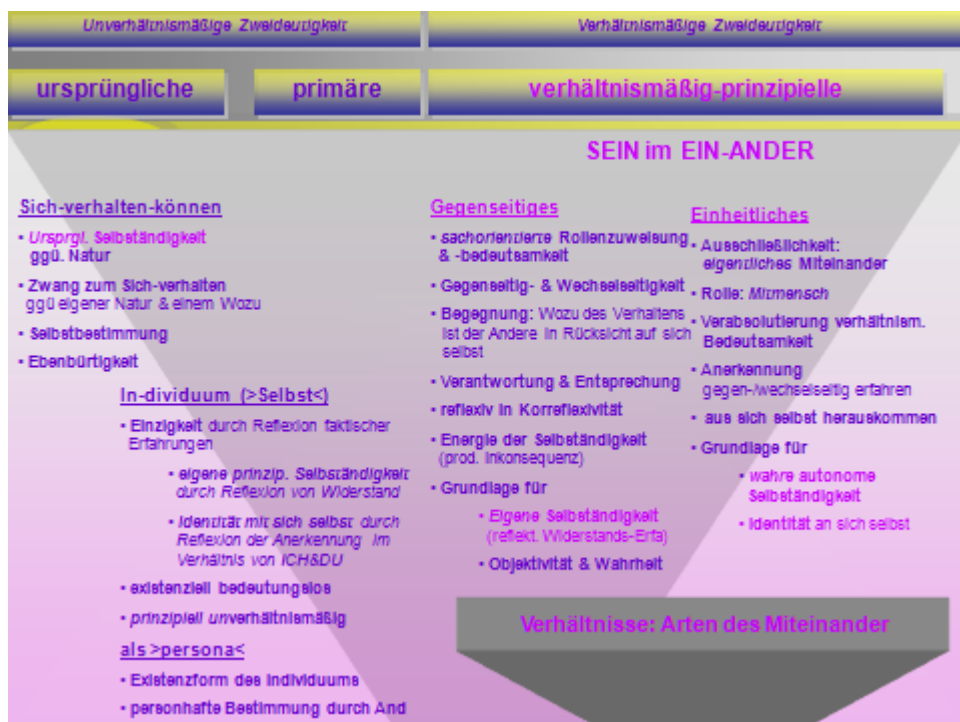 Unverhältnismäßige Zweideutigkeit
Verhältnismäßige Zweideutigkeit
ursprüngliche
primäre
verhältnismäßig-prinzipielle
SEIN im EIN-ANDER
Sich-verhalten-können
• Ursprgl. Selbständigkeit
ggü. Natur
• Zwang zum Sich-verhalten
ggü eigener Natur & einem Wozu
• Selbstbestimmung
• Ebenbürtigkeit
In-dividuum (>Selbst<)
• Einzigkeit durch Reflexion faktischer
Erfahrungen
• eigene prinzip. Selbständigkeit
durch Reflexion von Widerstand
• Identität mit sich selbst durch
Reflexion der Anerkennung im
Verhältnis von ICH&DU
• existenziell bedeutungslos
• prinzipiell unverhältnismäßig
als >persona<
• Existenzform des Individuums
• personhafte Bestimmung durch And
Gegenseitiges
• sachorientierte Rollenzuweisung
& -bedeutsamkeit
• Gegenseitig- & Wechselseitigkeit
• Begegnung: Wozu des Verhaltens
ist der Andere in Rücksicht auf sich
selbst
• Verantwortung & Entsprechung
• reflexiv in Korreflexivität
• Energie der Selbständigkeit
(prod. Inkonsequenz)
• Grundlage für
• Eigene Selbständigkeit
(reflekt. Widerstands-Erfa)
• Objektivität & Wahrheit
Einheitliches
• Ausschließlichkeit:
eigentliches Miteinander
• Rolle: Mitmensch
• Verabsolutierung verhältnism.
Bedeutsamkeit
• Anerkennung
gegen-/wechselseitig erfahren
• aus sich selbst herauskommen
• Grundlage für
• wahre autonome
Selbständigkeit
• Identität an sich selbst
Verhältnisse: Arten des Miteinander